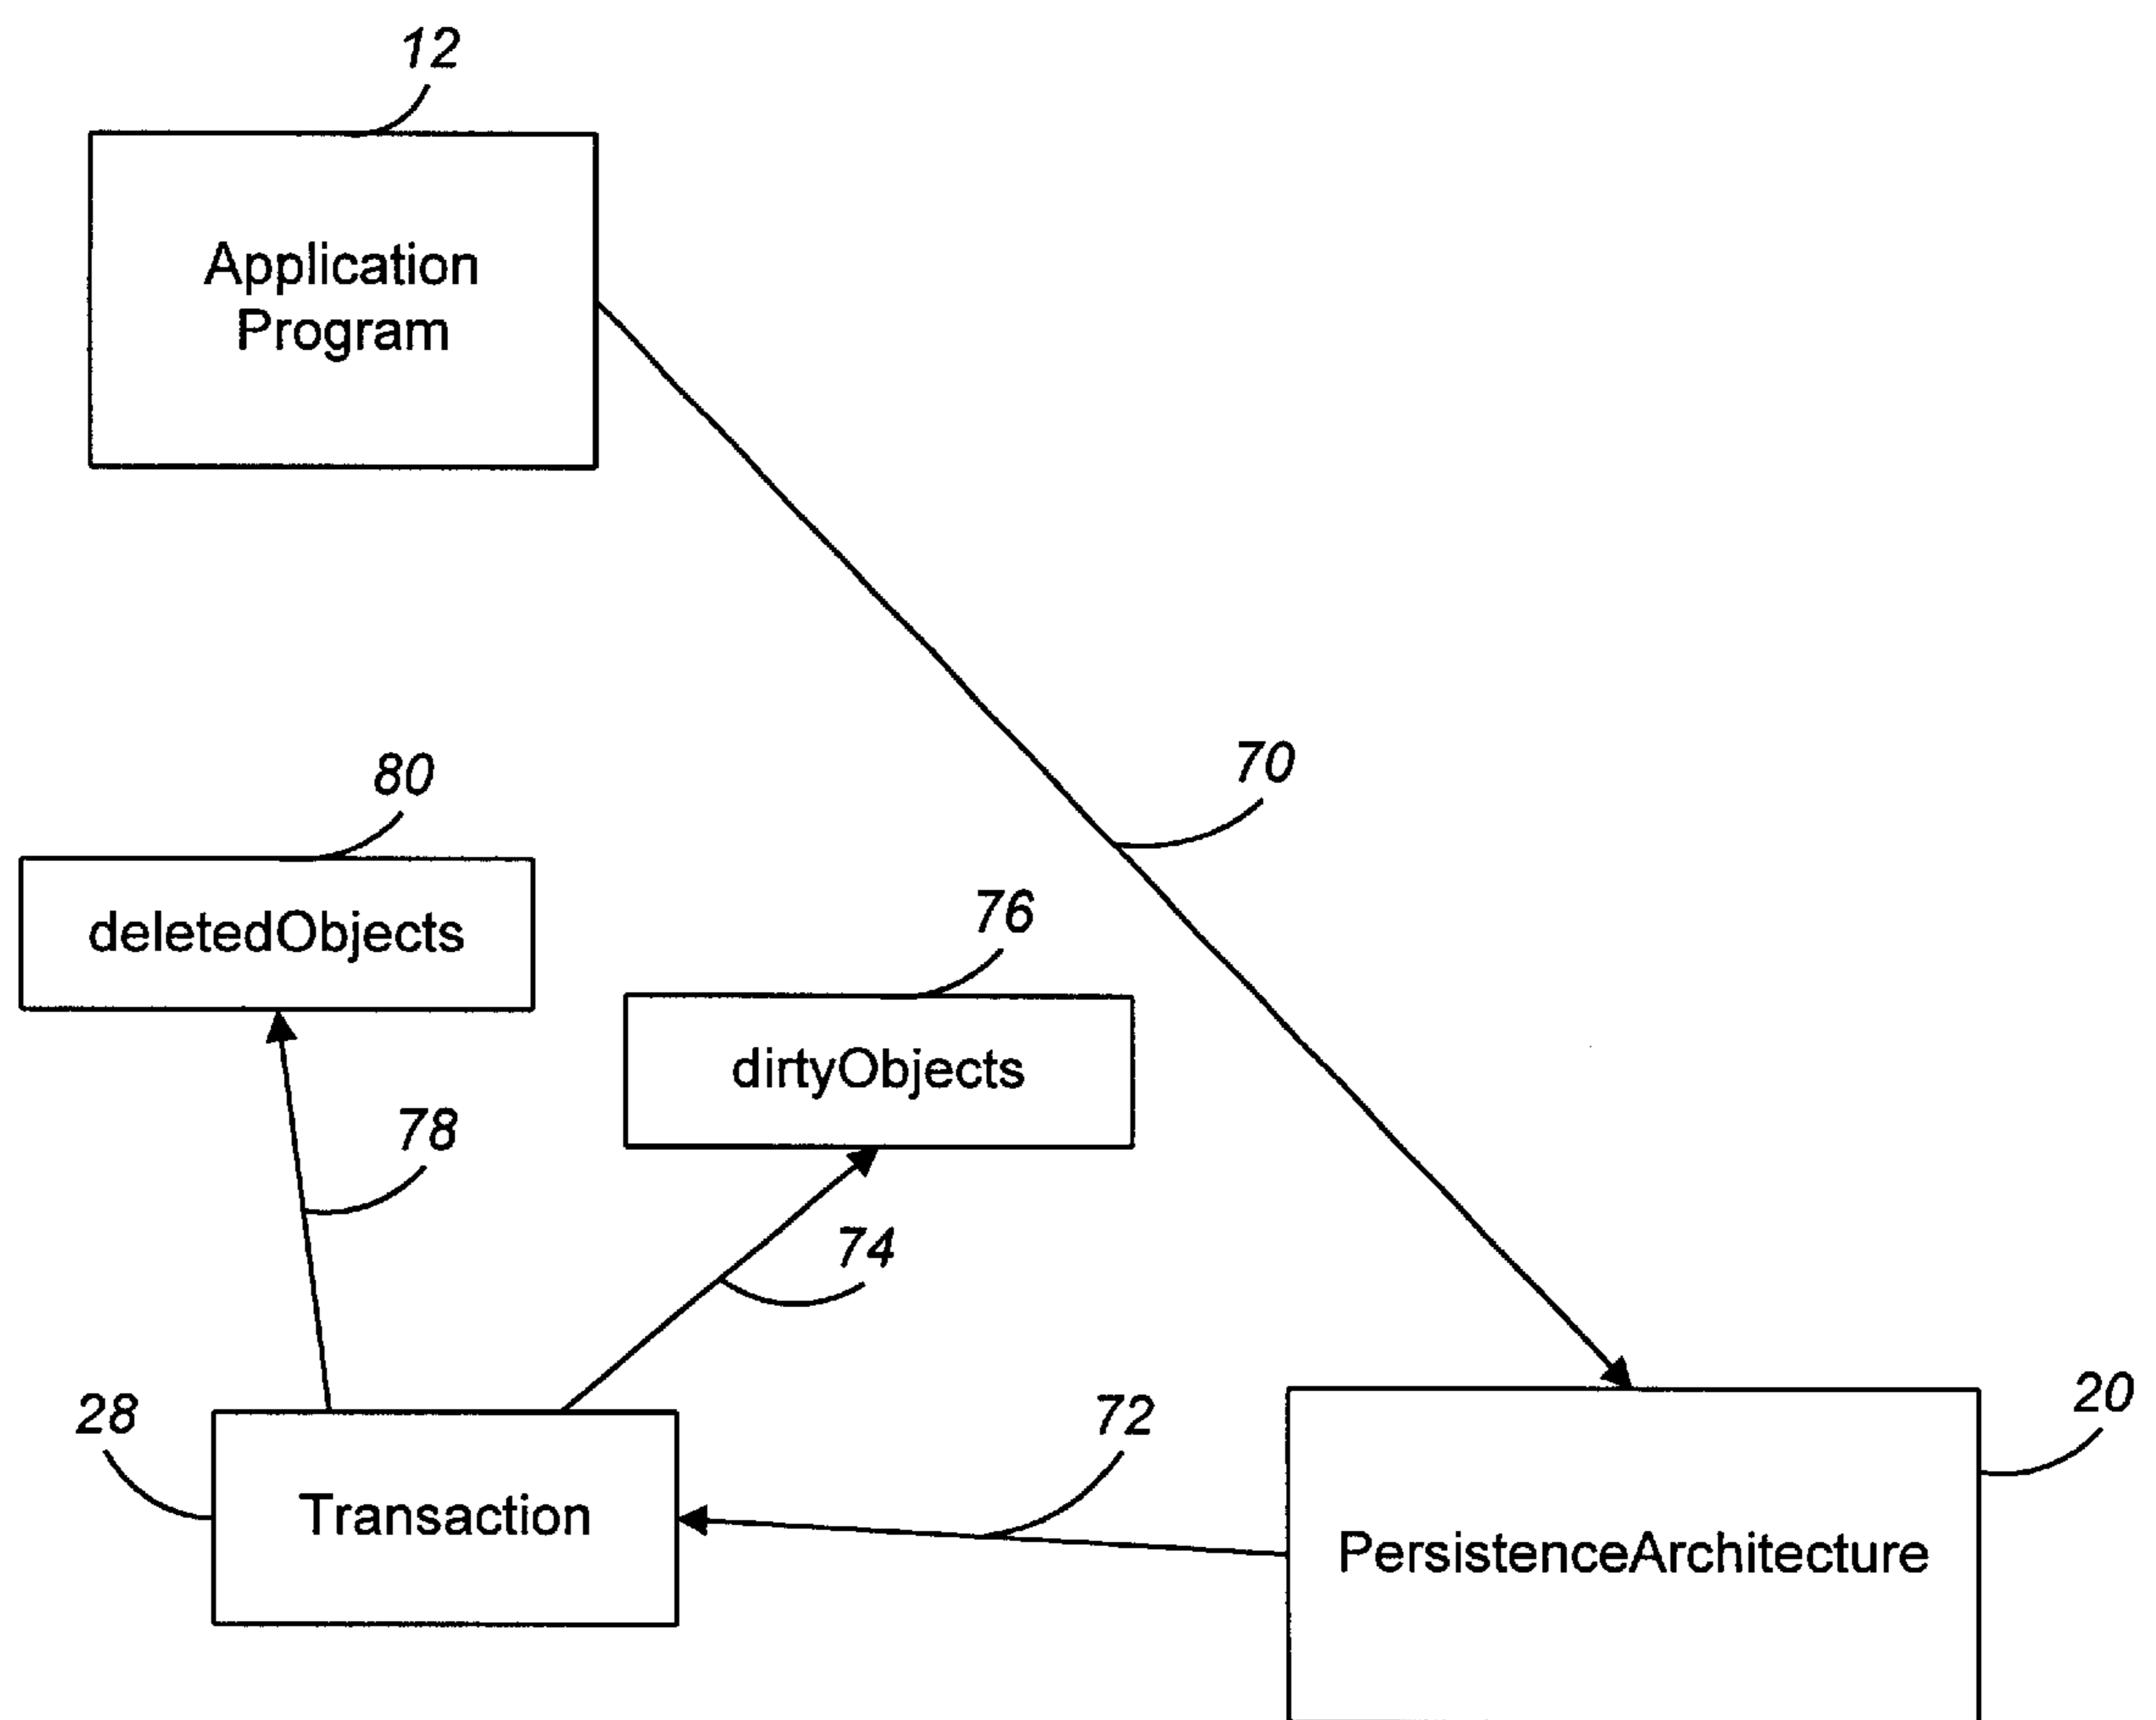 12
Application
Program
70
80
deletedObjects
76
dirtyObjects
78
74
28
Transaction
72
20
PersistenceArchitecture